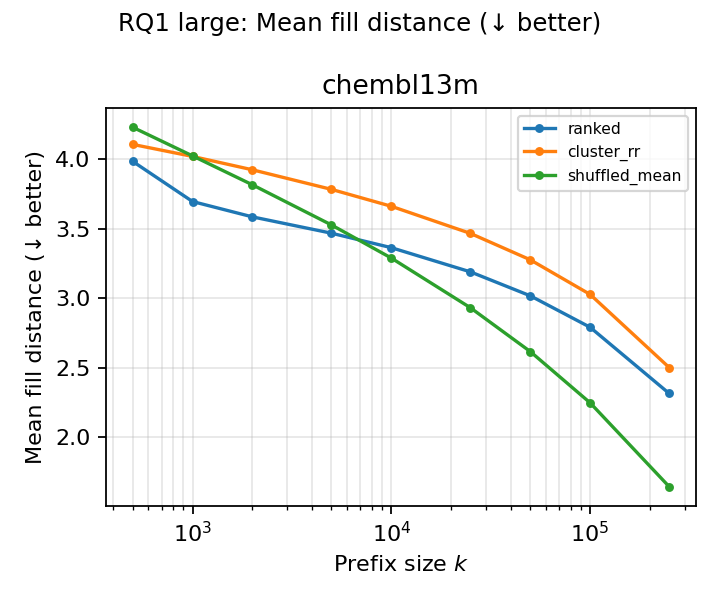 RQ1 large: Mean fill distance (↓ better)
chembl13m
Mean fill distance (↓ better)
4.0
3.5
3.0
2.5
2.0
ranked
cluster_rr
shuffled_mean
10³
10⁴
10⁵
Prefix size k